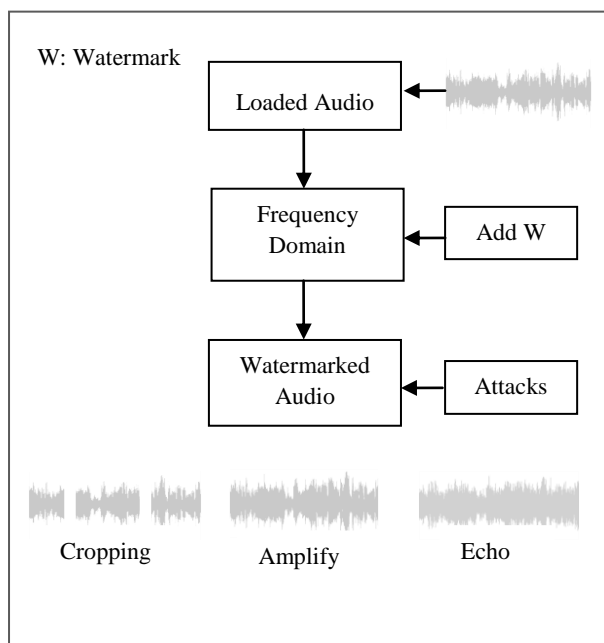 W: Watermark
Loaded Audio
Frequency
Domain
Add W
Watermarked
Audio
Attacks
Cropping
Amplify
Echo